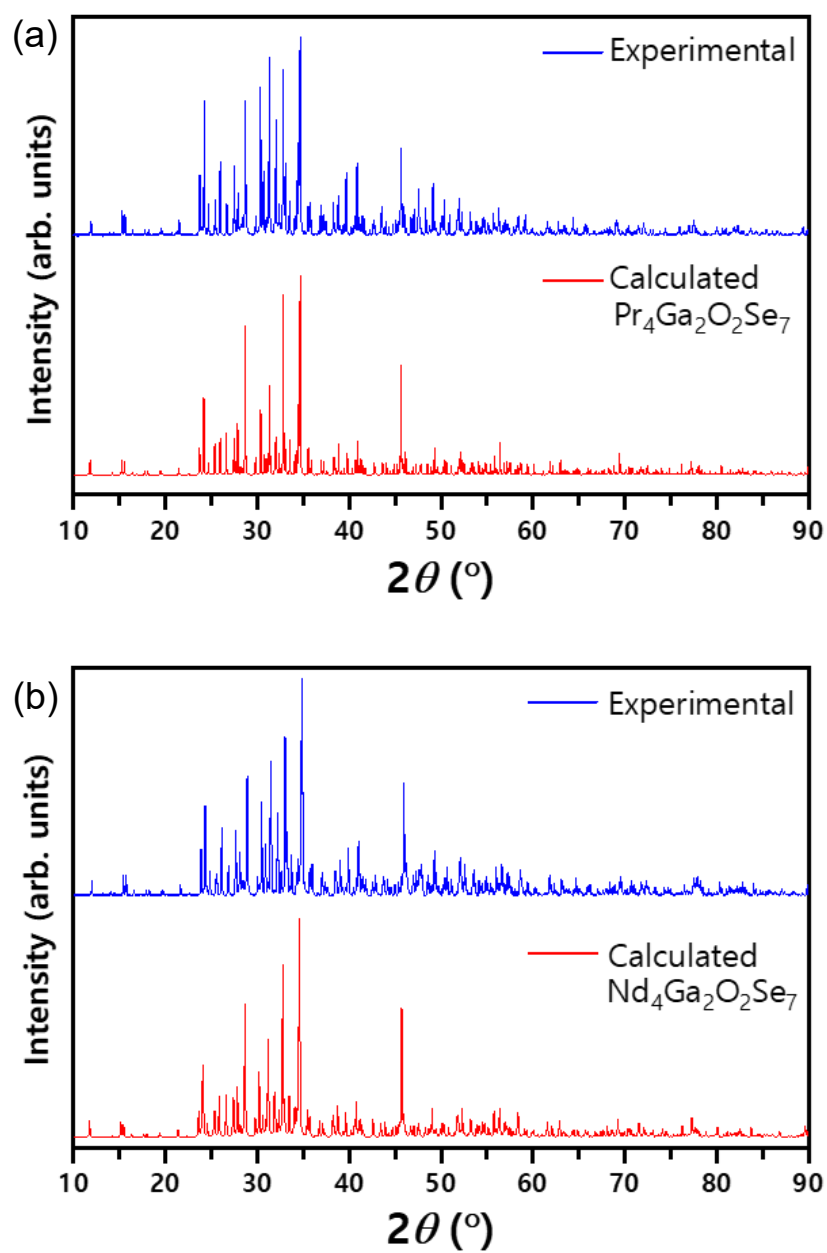 (a)
Experimental
Calculated
Pr₄Ga₂O₂Se₇
Intensity (arb. units)
10 20 30 40 50 60 70 80 90
2θ (°)
(b)
Experimental
Calculated
Nd₄Ga₂O₂Se₇
Intensity (arb. units)
10 20 30 40 50 60 70 80 90
2θ (°)